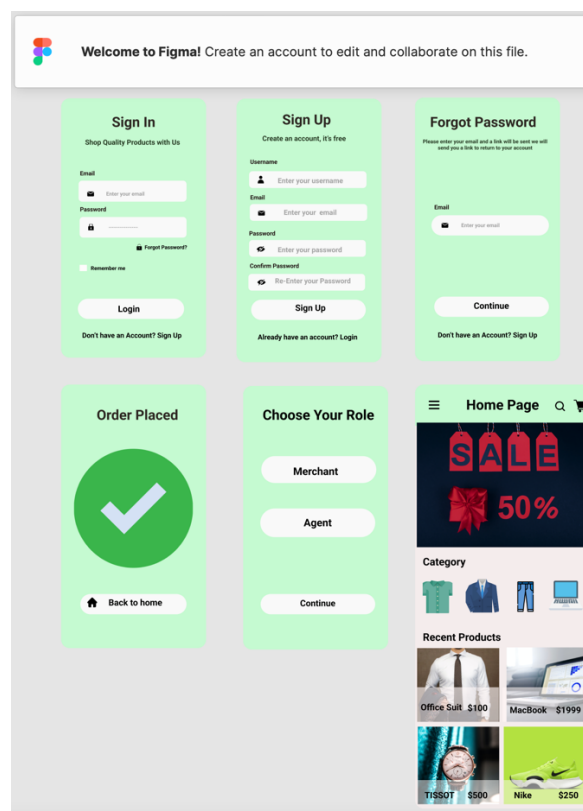 Welcome to Figma! Create an account to edit and collaborate on this file.
Sign In
Shop Quality Products with Us
Email
Enter your email
Password
Forgot Password?
Remember me
Login
Don't have an Account? Sign Up
Sign Up
Create an account, it's free
Username
Enter your username
Email
Enter your email
Password
Enter your password
Confirm Password
Re-Enter your Password
Sign Up
Already have an account? Login
Forgot Password
Please enter your email and a link will be sent we will
send you a link to return to your account
Email
Enter your email
Continue
Don't have an Account? Sign Up
Order Placed
Back to home
Choose Your Role
Merchant
Agent
Continue
Home Page
SALE
50%
Category
Recent Products
Office Suit $100
MacBook $1999
TISSOT $500
Nike $250